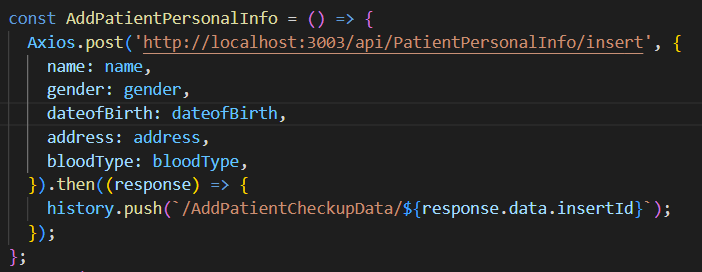 const AddPatientPersonalInfo = () => {
  Axios.post('http://localhost:3003/api/PatientPersonalInfo/insert', {
    name: name,
    gender: gender,
    dateofBirth: dateofBirth,
    address: address,
    bloodType: bloodType,
  }).then((response) => {
    history.push(`/AddPatientCheckupData/${response.data.insertId}`);
  });
};